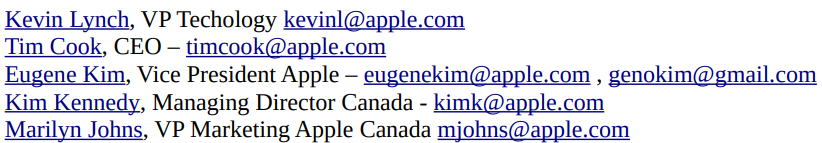 Kevin Lynch, VP Techology kevinl@apple.com
Tim Cook, CEO – timcook@apple.com
Eugene Kim, Vice President Apple – eugenekim@apple.com , genokim@gmail.com
Kim Kennedy, Managing Director Canada - kimk@apple.com
Marilyn Johns, VP Marketing Apple Canada mjohns@apple.com